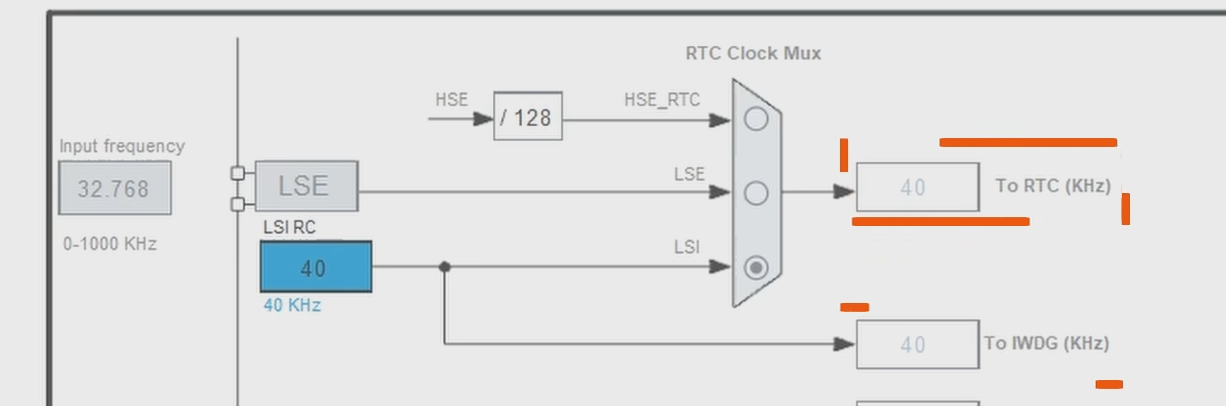 RTC Clock Mux
HSE
/ 128
HSE_RTC
Input frequency
32.768
0-1000 KHz
LSE
LSE
40
To RTC (KHz)
LSI RC
40
40 KHz
LSI
40
To IWDG (KHz)